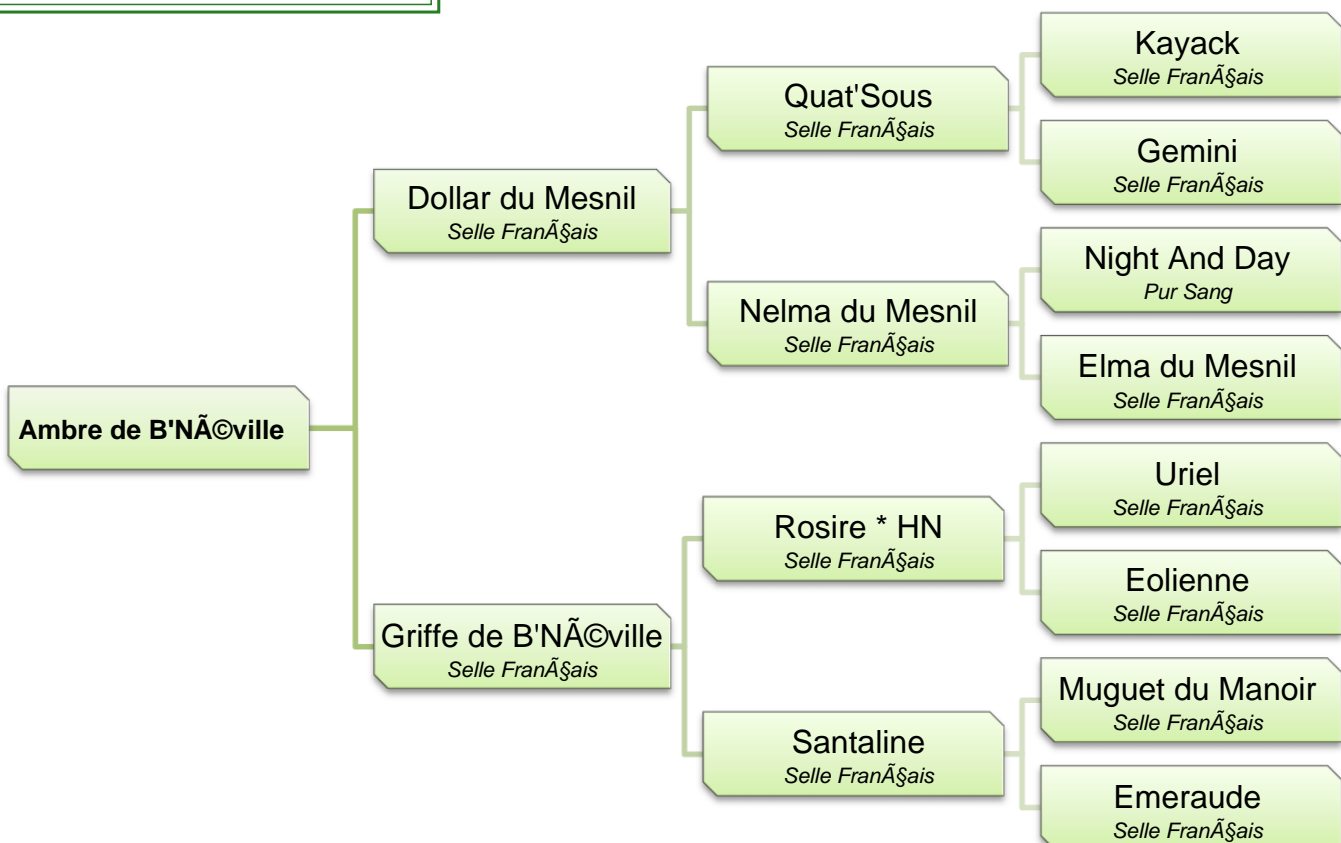 Kayack
Selle FranÃ§ais
Quat'Sous
Selle FranÃ§ais
Gemini
Selle FranÃ§ais
Dollar du Mesnil
Selle FranÃ§ais
Night And Day
Pur Sang
Nelma du Mesnil
Selle FranÃ§ais
Elma du Mesnil
Selle FranÃ§ais
Ambre de B'NÃ©ville
Uriel
Selle FranÃ§ais
Rosire * HN
Selle FranÃ§ais
Eolienne
Selle FranÃ§ais
Griffe de B'NÃ©ville
Selle FranÃ§ais
Muguet du Manoir
Selle FranÃ§ais
Santaline
Selle FranÃ§ais
Emeraude
Selle FranÃ§ais